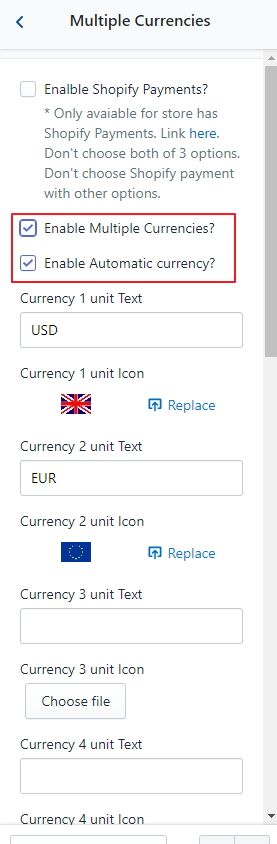 Multiple Currencies
Enalble Shopify Payments?
* Only avaiable for store has
Shopify Payments. Link here.
Don't choose both of 3 options.
Don't choose Shopify payment
with other options.
Enable Multiple Currencies?
Enable Automatic currency?
Currency 1 unit Text
USD
Currency 1 unit Icon
Replace
Currency 2 unit Text
EUR
Currency 2 unit Icon
Replace
Currency 3 unit Text
Currency 3 unit Icon
Choose file
Currency 4 unit Text
Currency 4 unit Icon